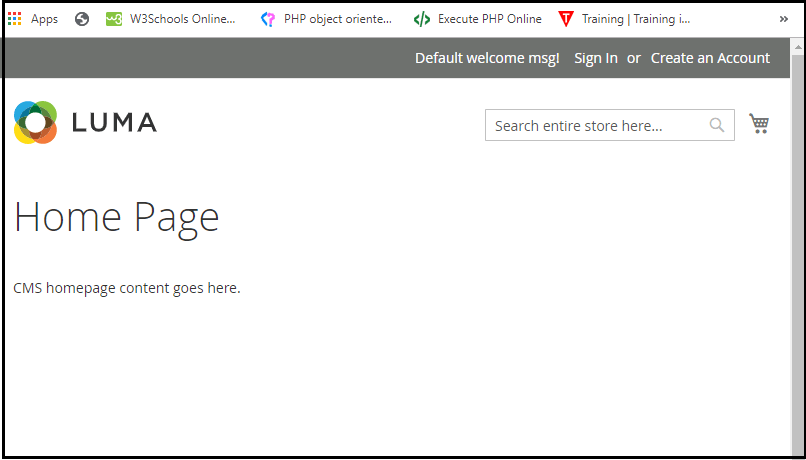 Apps W3Schools Online... PHP object oriente... Execute PHP Online Training | Training i... »
Default welcome msg! Sign In or Create an Account
LUMA Search entire store here...
Home Page
CMS homepage content goes here.